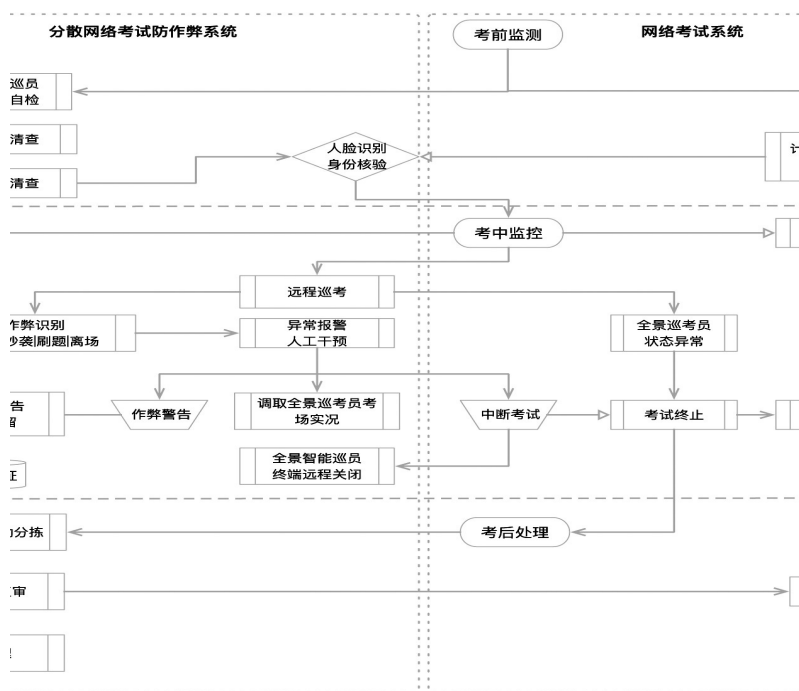 分散网络考试防作弊系统
网络考试系统
考前监测
巡员
自检
清查
人脸识别
身份核验
清查
考中监控
远程巡考
作弊识别
抄袭|刷题|离场
异常报警
人工干预
全景巡考员
状态异常
告
作弊警告
调取全景巡考员考
场实况
中断考试
考试终止
全景智能巡员
终端远程关闭
分拣
考后处理
审